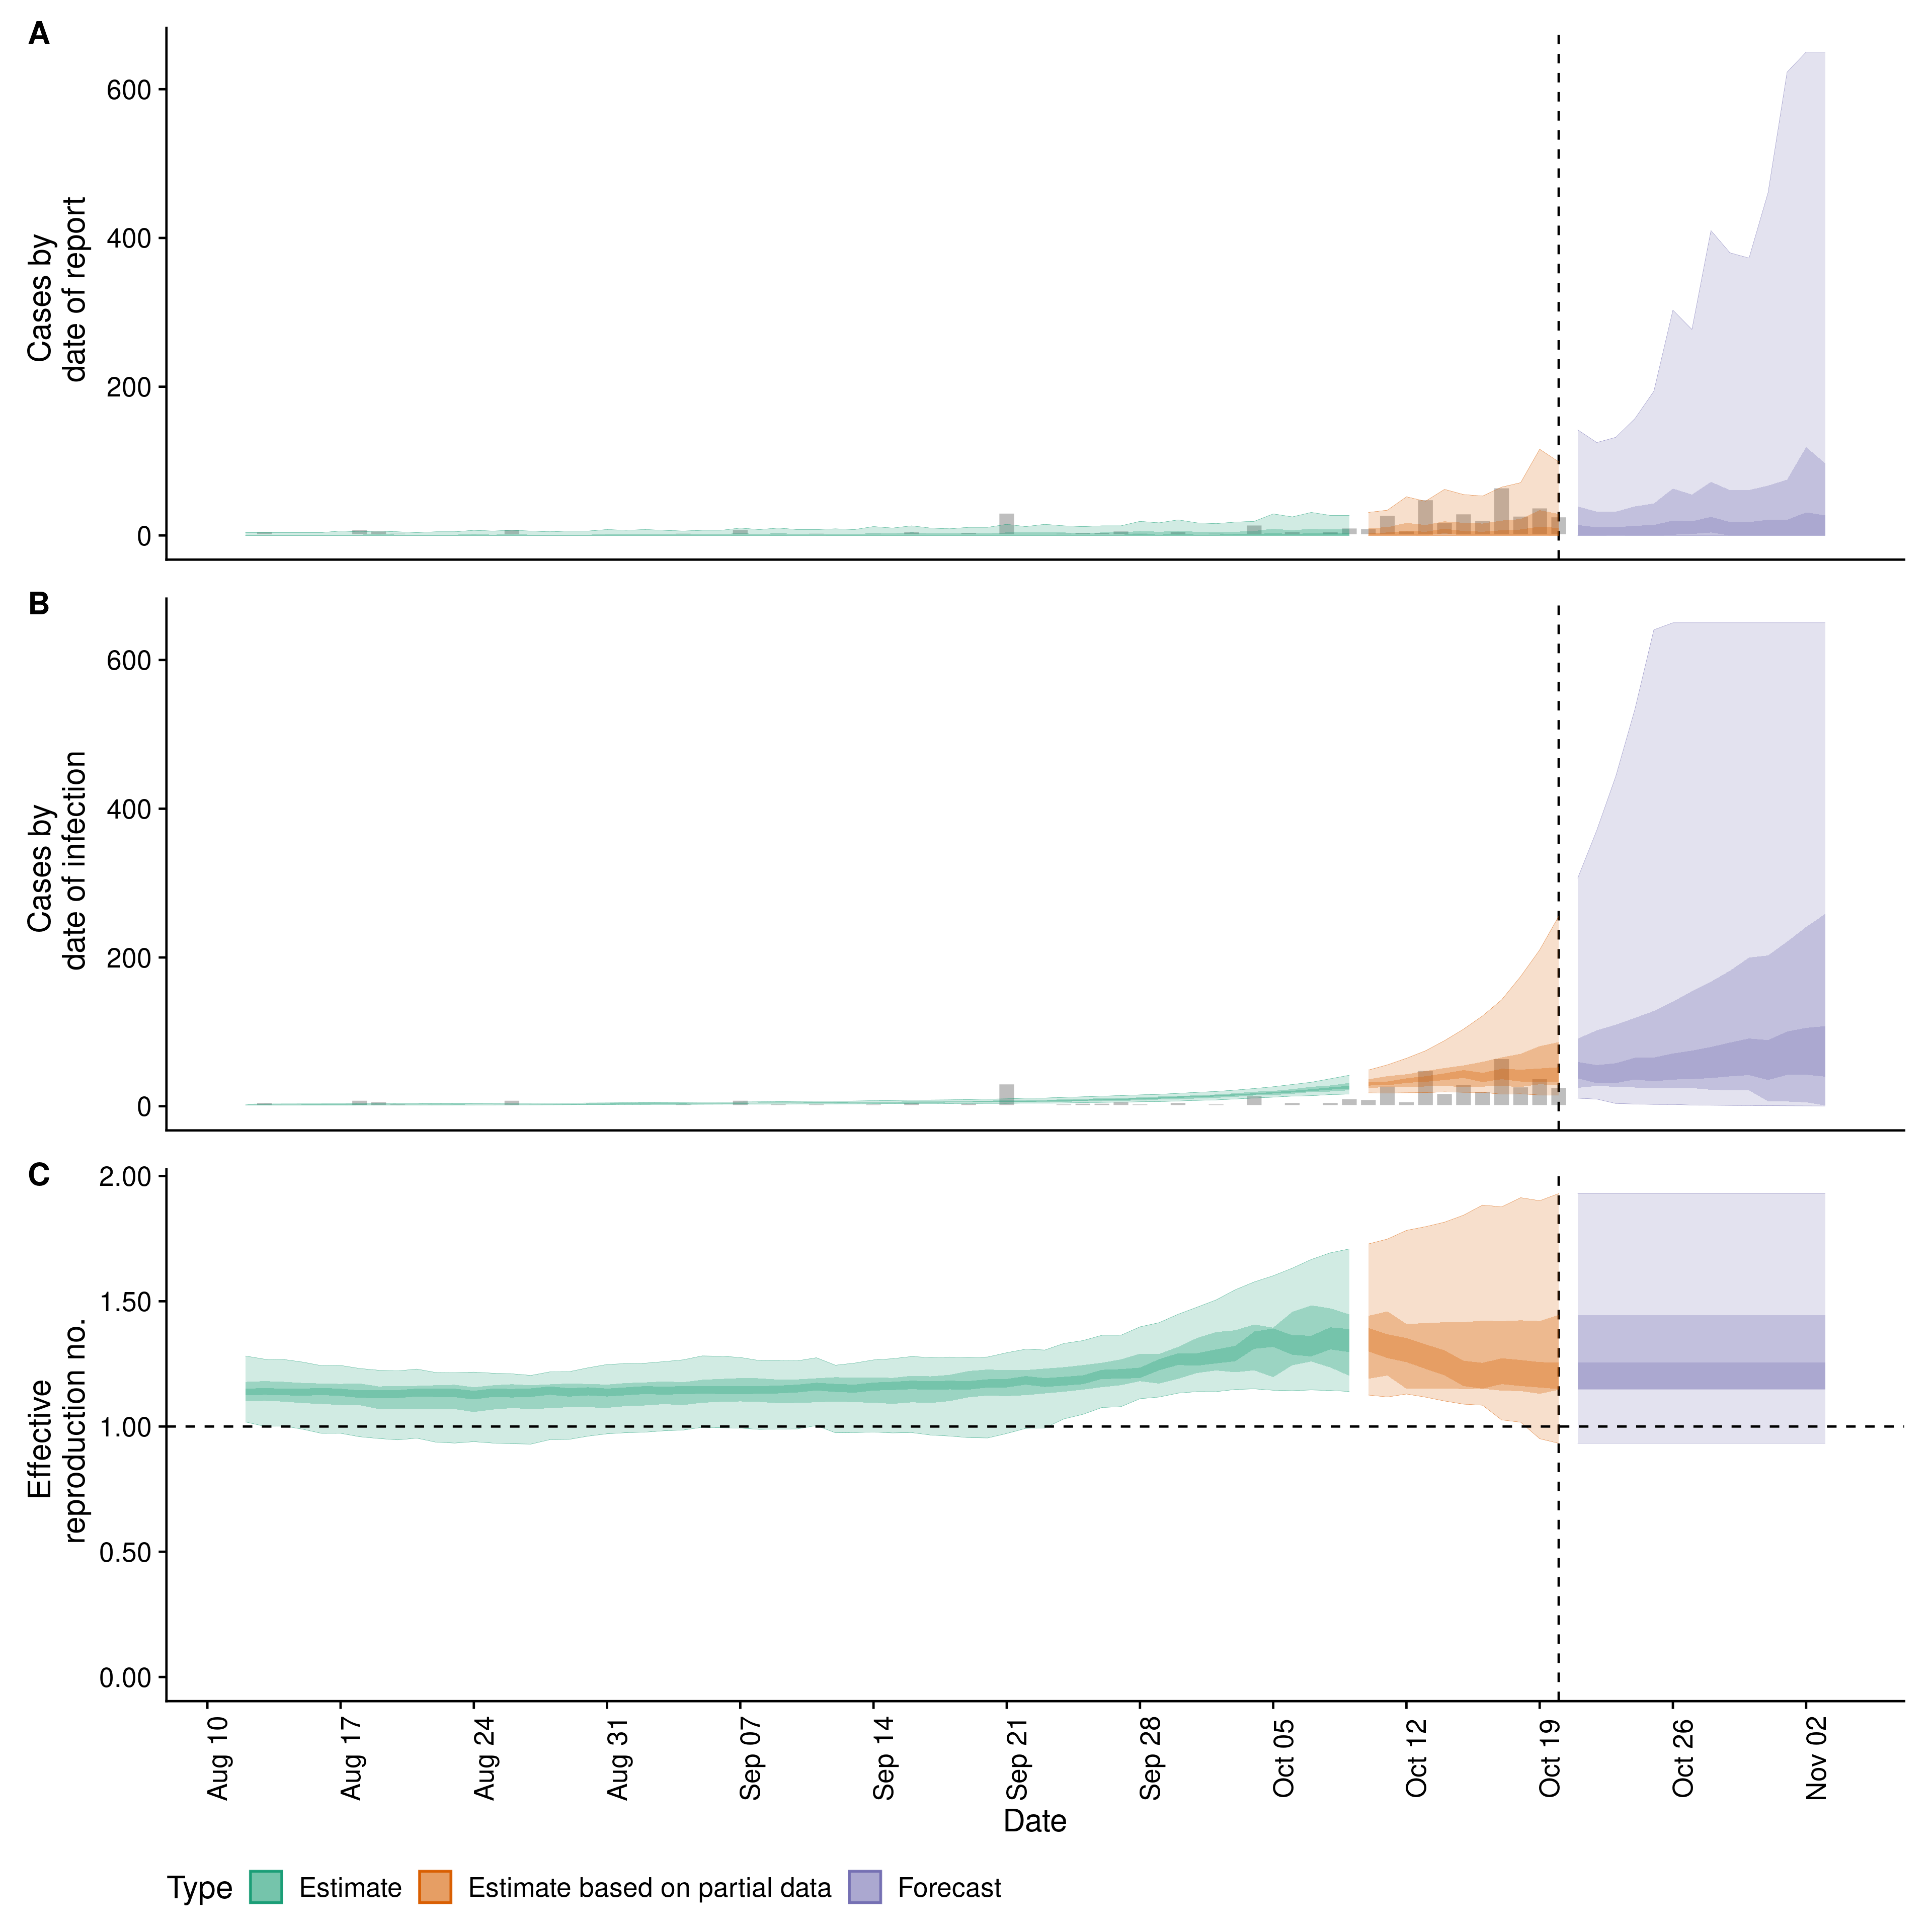 A
Cases by
date of report
600
400
200
0
B
Cases by
date of infection
600
400
200
0
C
Effective
reproduction no.
2.00
1.50
1.00
0.50
0.00
Aug 10
Aug 17
Aug 24
Aug 31
Sep 07
Sep 14
Sep 21
Sep 28
Oct 05
Oct 12
Oct 19
Oct 26
Nov 02
Date
Type Estimate Estimate based on partial data Forecast